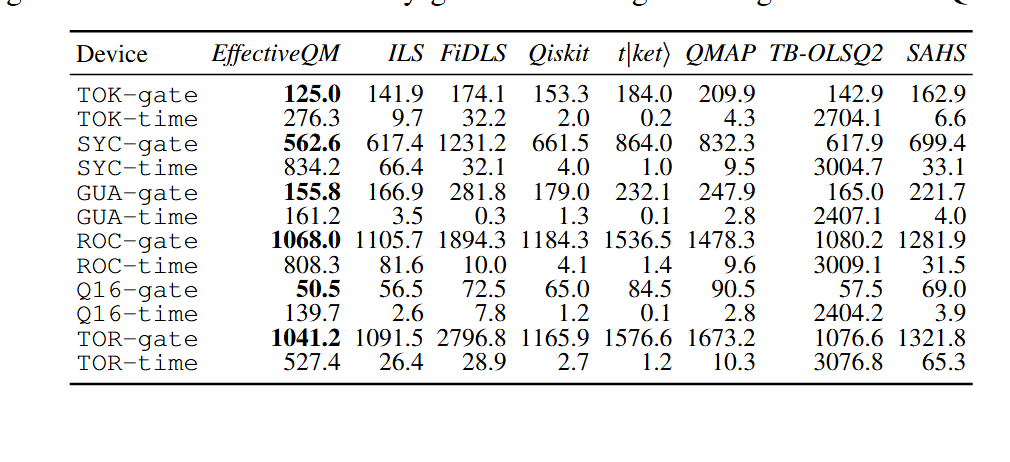 Device EffectiveQM ILS FiDLS Qiskit t|ket⟩ QMAP TB-OLSQ2 SAHS
TOK-gate 125.0 141.9 174.1 153.3 184.0 209.9 142.9 162.9
TOK-time 276.3 9.7 32.2 2.0 0.2 4.3 2704.1 6.6
SYC-gate 562.6 617.4 1231.2 661.5 864.0 832.3 617.9 699.4
SYC-time 834.2 66.4 32.1 4.0 1.0 9.5 3004.7 33.1
GUA-gate 155.8 166.9 281.8 179.0 232.1 247.9 165.0 221.7
GUA-time 161.2 3.5 0.3 1.3 0.1 2.8 2407.1 4.0
ROC-gate 1068.0 1105.7 1894.3 1184.3 1536.5 1478.3 1080.2 1281.9
ROC-time 808.3 81.6 10.0 4.1 1.4 9.6 3009.1 31.5
Q16-gate 50.5 56.5 72.5 65.0 84.5 90.5 57.5 69.0
Q16-time 139.7 2.6 7.8 1.2 0.1 2.8 2404.2 3.9
TOR-gate 1041.2 1091.5 2796.8 1165.9 1576.6 1673.2 1076.6 1321.8
TOR-time 527.4 26.4 28.9 2.7 1.2 10.3 3076.8 65.3